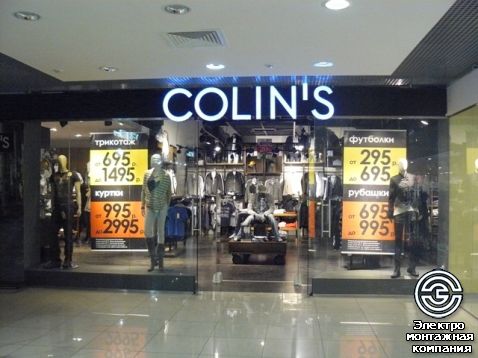 COLIN'S
трикотаж
от 695 р.
до 1495 р.
куртки
от 995 р.
до 2995 р.
футболки
от 295 р.
до 695 р.
рубашки
от 695 р.
до 995 р.
Электро
монтажная
компания